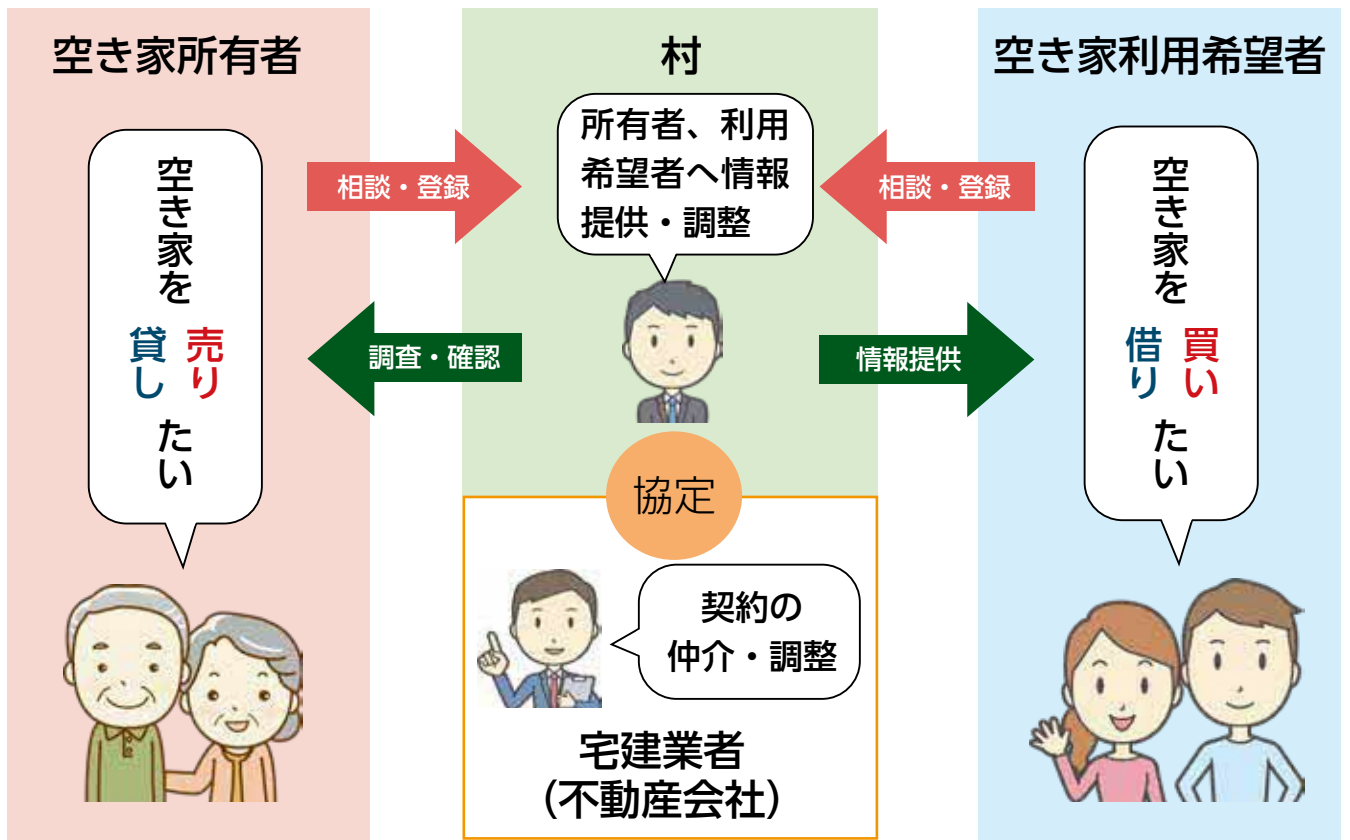 空き家所有者
空き家を
売り
貸し
たい
相談・登録
調査・確認
村
所有者、利用
希望者へ情報
提供・調整
協定
契約の
仲介・調整
宅建業者
（不動産会社）
相談・登録
情報提供
空き家利用希望者
空き家を
買い
借り
たい